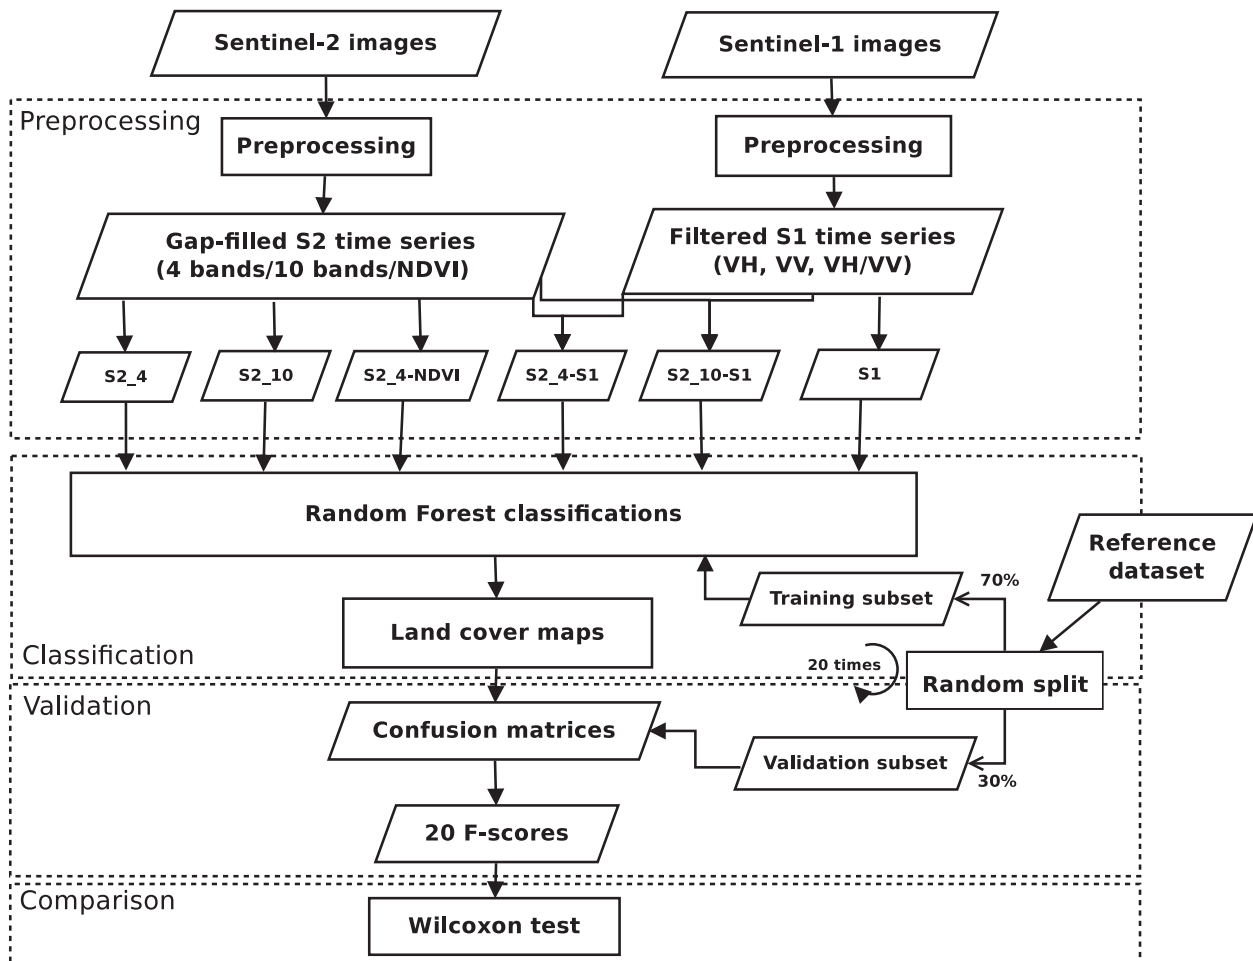 Sentinel-2 images
Sentinel-1 images
Preprocessing
Preprocessing
Preprocessing
Gap-filled S2 time series
(4 bands/10 bands/NDVI)
Filtered S1 time series
(VH, VV, VH/VV)
S2_4
S2_10
S2_4-NDVI
S2_4-S1
S2_10-S1
S1
Random Forest classifications
Reference
dataset
70%
Training subset
Land cover maps
Classification
20 times
Random split
Validation
Confusion matrices
Validation subset
30%
20 F-scores
Comparison
Wilcoxon test